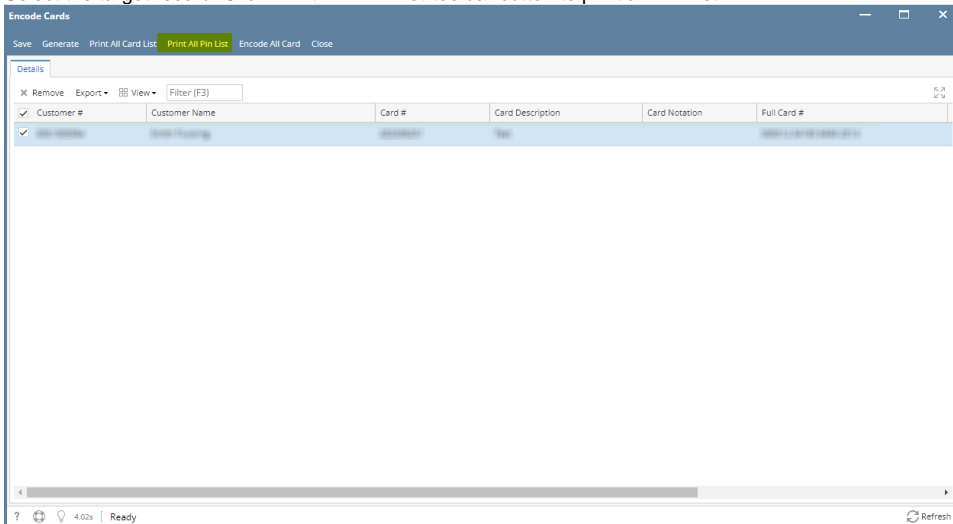 Encode Cards
Save Generate Print All Card List Print All Pin List Encode All Card Close
Details
Remove Export View Filter (F3)
Customer # Customer Name Card # Card Description Card Notation Full Card #
? 4.02s Ready Refresh